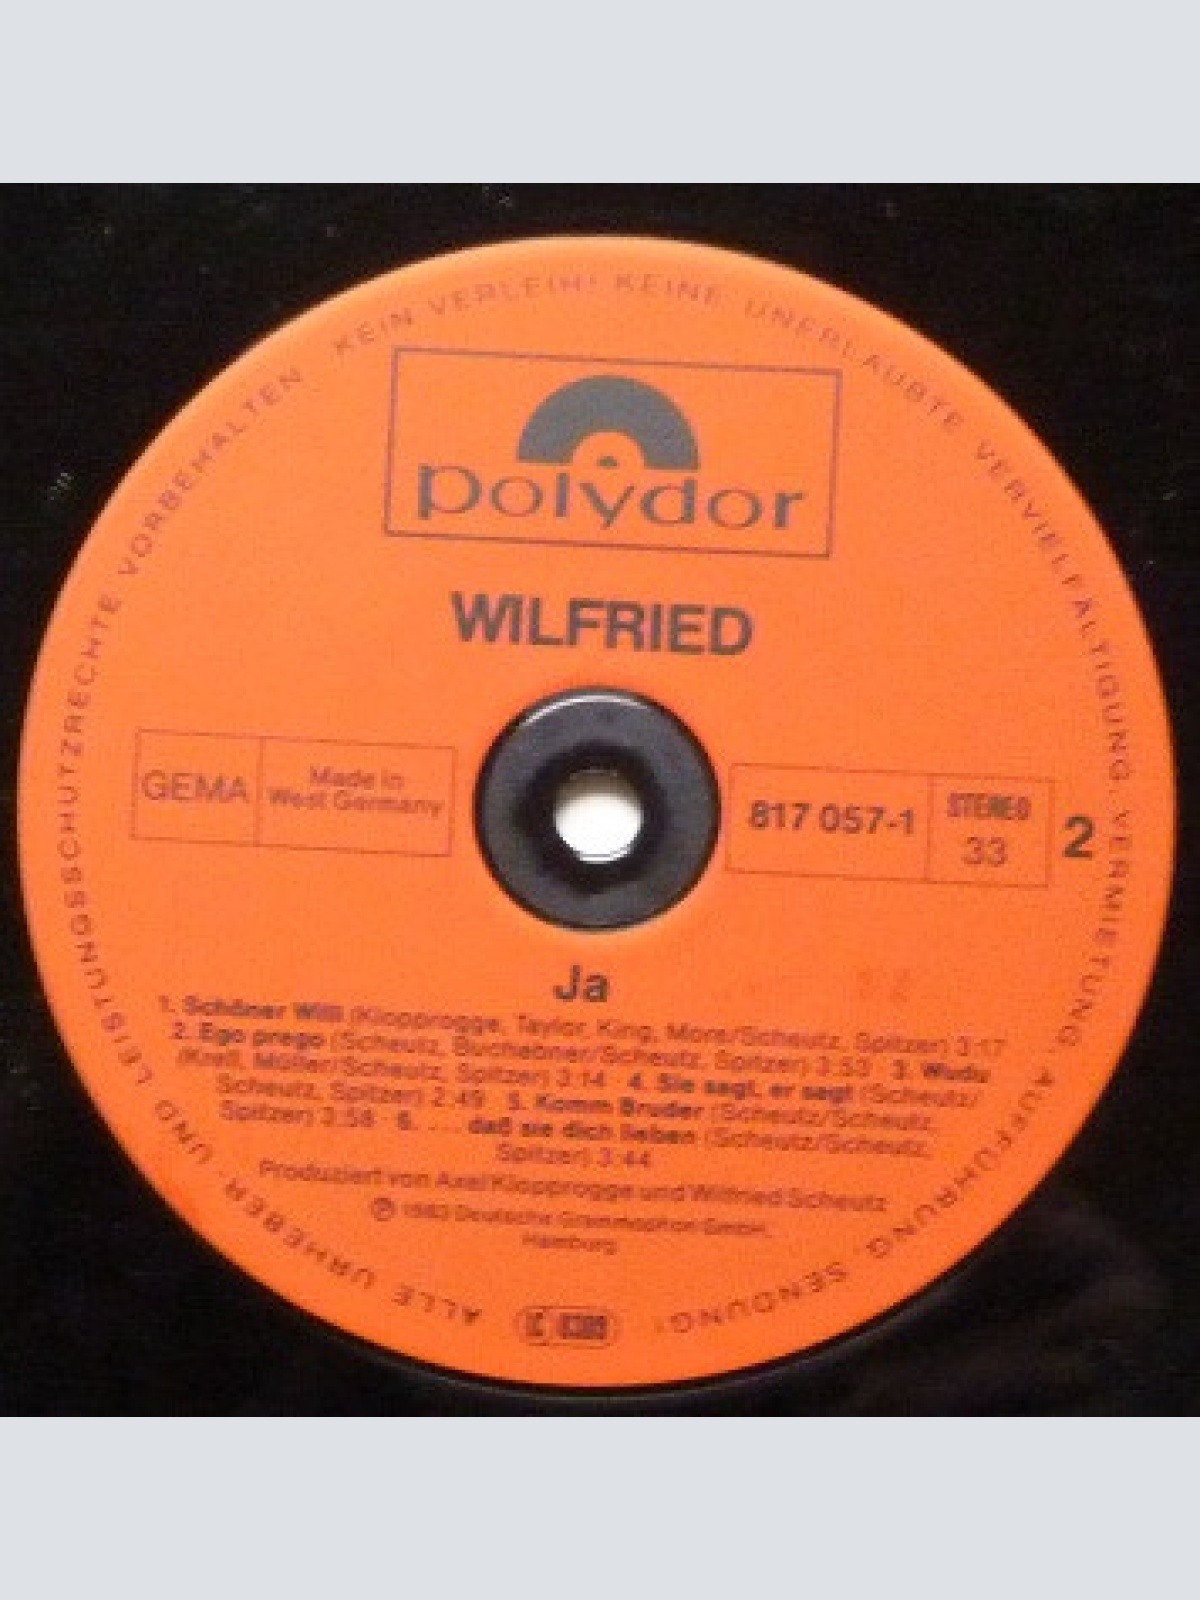 ALLE URHEBER- UND LEISTUNGSSCHUTZRECHTE VORBEHALTEN · KEIN VERLEIH! KEINE UNERLAUBTE VERVIELFÄLTIGUNG, VERMIETUNG, AUFFÜHRUNG, SENDUNG!
polydor
WILFRIED
GEMA
Made in
West Germany
817 057-1
STEREO
33
2
Ja
1. Schöner Willi (Klopprogge, Taylor, King, More/Scheutz, Spitzer) 3:17
2. Ego prego (Scheutz, Buchebner/Scheutz, Spitzer) 3:53 · 3. Wudu
(Krell, Müller/Scheutz, Spitzer) 3:14 · 4. Sie sagt, er sagt (Scheutz/
Scheutz, Spitzer) 2:49 5. Komm Bruder (Scheutz/Scheutz,
Spitzer) 3:58 · 6. ... daß sie dich lieben (Scheutz/Scheutz,
Spitzer) 3:44
Produziert von Axel Klopprogge und Wilfried Scheutz
℗ 1983 Deutsche Grammophon GmbH,
Hamburg